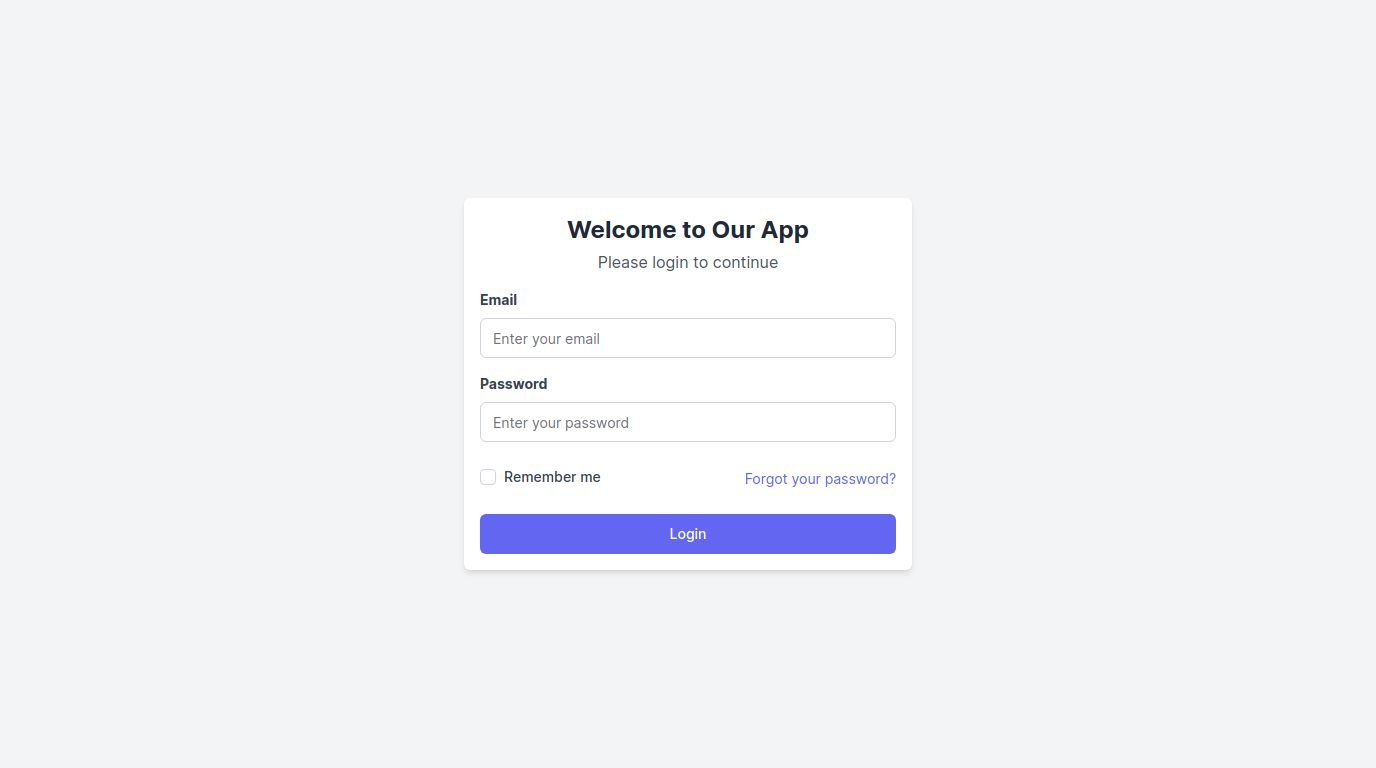 Welcome to Our App
Please login to continue
Email
Enter your email
Password
Enter your password
Remember me
Forgot your password?
Login